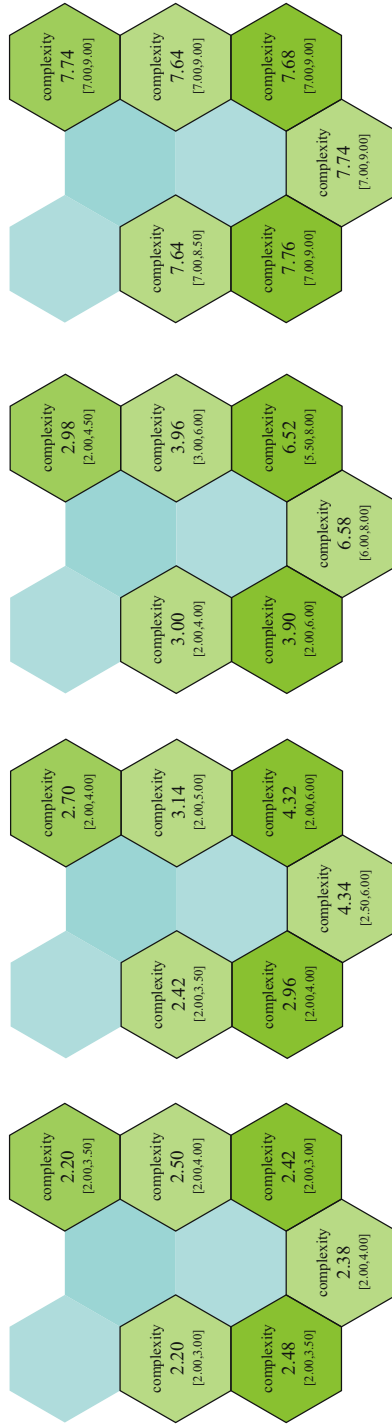 complexity
2.20
[2.00,3.50]
complexity
2.20
[2.00,3.00]
complexity
2.50
[2.00,4.00]
complexity
2.48
[2.00,3.50]
complexity
2.42
[2.00,3.00]
complexity
2.38
[2.00,4.00]
complexity
2.70
[2.00,4.00]
complexity
2.42
[2.00,3.50]
complexity
3.14
[2.00,5.00]
complexity
2.96
[2.00,4.00]
complexity
4.32
[2.00,6.00]
complexity
4.34
[2.50,6.00]
complexity
2.98
[2.00,4.50]
complexity
3.00
[2.00,4.00]
complexity
3.96
[3.00,6.00]
complexity
3.90
[2.00,6.00]
complexity
6.52
[5.50,8.00]
complexity
6.58
[6.00,8.00]
complexity
7.74
[7.00,9.00]
complexity
7.64
[7.00,8.50]
complexity
7.64
[7.00,9.00]
complexity
7.76
[7.00,9.00]
complexity
7.68
[7.00,9.00]
complexity
7.74
[7.00,9.00]